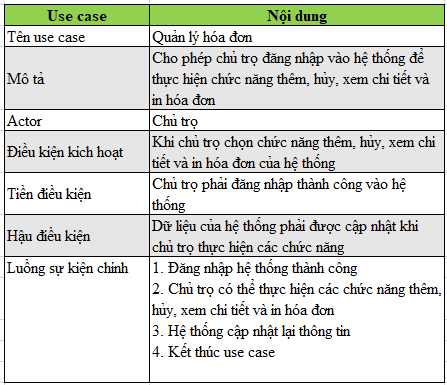 Use case
Nội dung
Tên use case
Quản lý hóa đơn
Mô tả
Cho phép chủ trọ đăng nhập vào hệ thống để
thực hiện chức năng thêm, hủy, xem chi tiết và
in hóa đơn
Actor
Chủ trọ
Điều kiện kích hoạt
Khi chủ trọ chọn chức năng thêm, hủy, xem chi
tiết và in hóa đơn của hệ thống
Tiền điều kiện
Chủ trọ phải đăng nhập thành công vào hệ
thống
Hậu điều kiện
Dữ liệu của hệ thống phải được cập nhật khi
chủ trọ thực hiện các chức năng
Luồng sự kiện chính
1. Đăng nhập hệ thống thành công
2. Chủ trọ có thể thực hiện các chức năng thêm,
hủy, xem chi tiết và in hóa đơn
3. Hệ thống cập nhật lại thông tin
4. Kết thúc use case